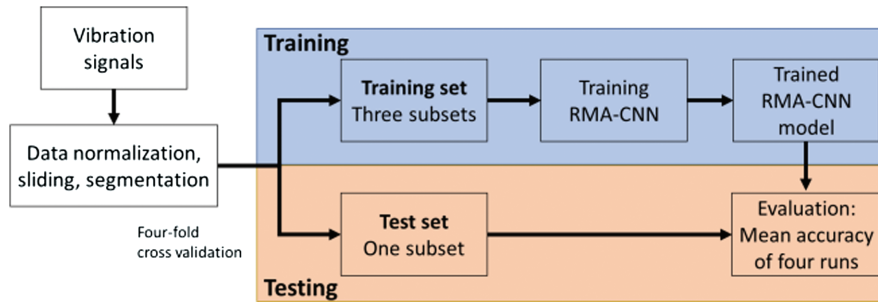 Vibration
signals
Data normalization,
sliding, segmentation
Four-fold
cross validation
Training
Training set
Three subsets
Training
RMA-CNN
Trained
RMA-CNN
model
Test set
One subset
Evaluation:
Mean accuracy
of four runs
Testing